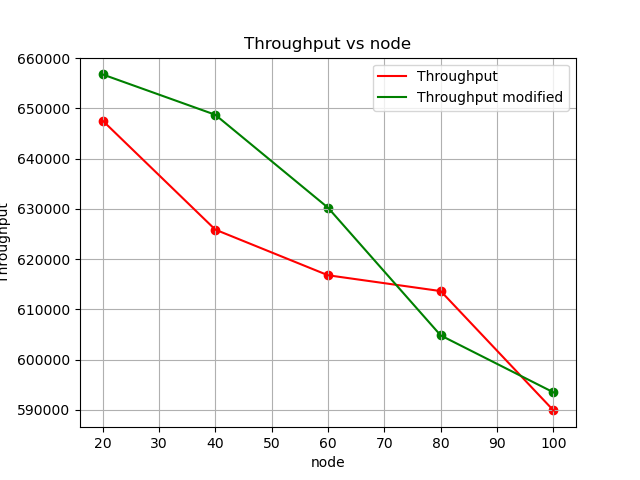 Throughput vs node
660000
650000
640000
630000
620000
610000
600000
590000
Throughput
Throughput modified
Throughput
20 30 40 50 60 70 80 90 100
node